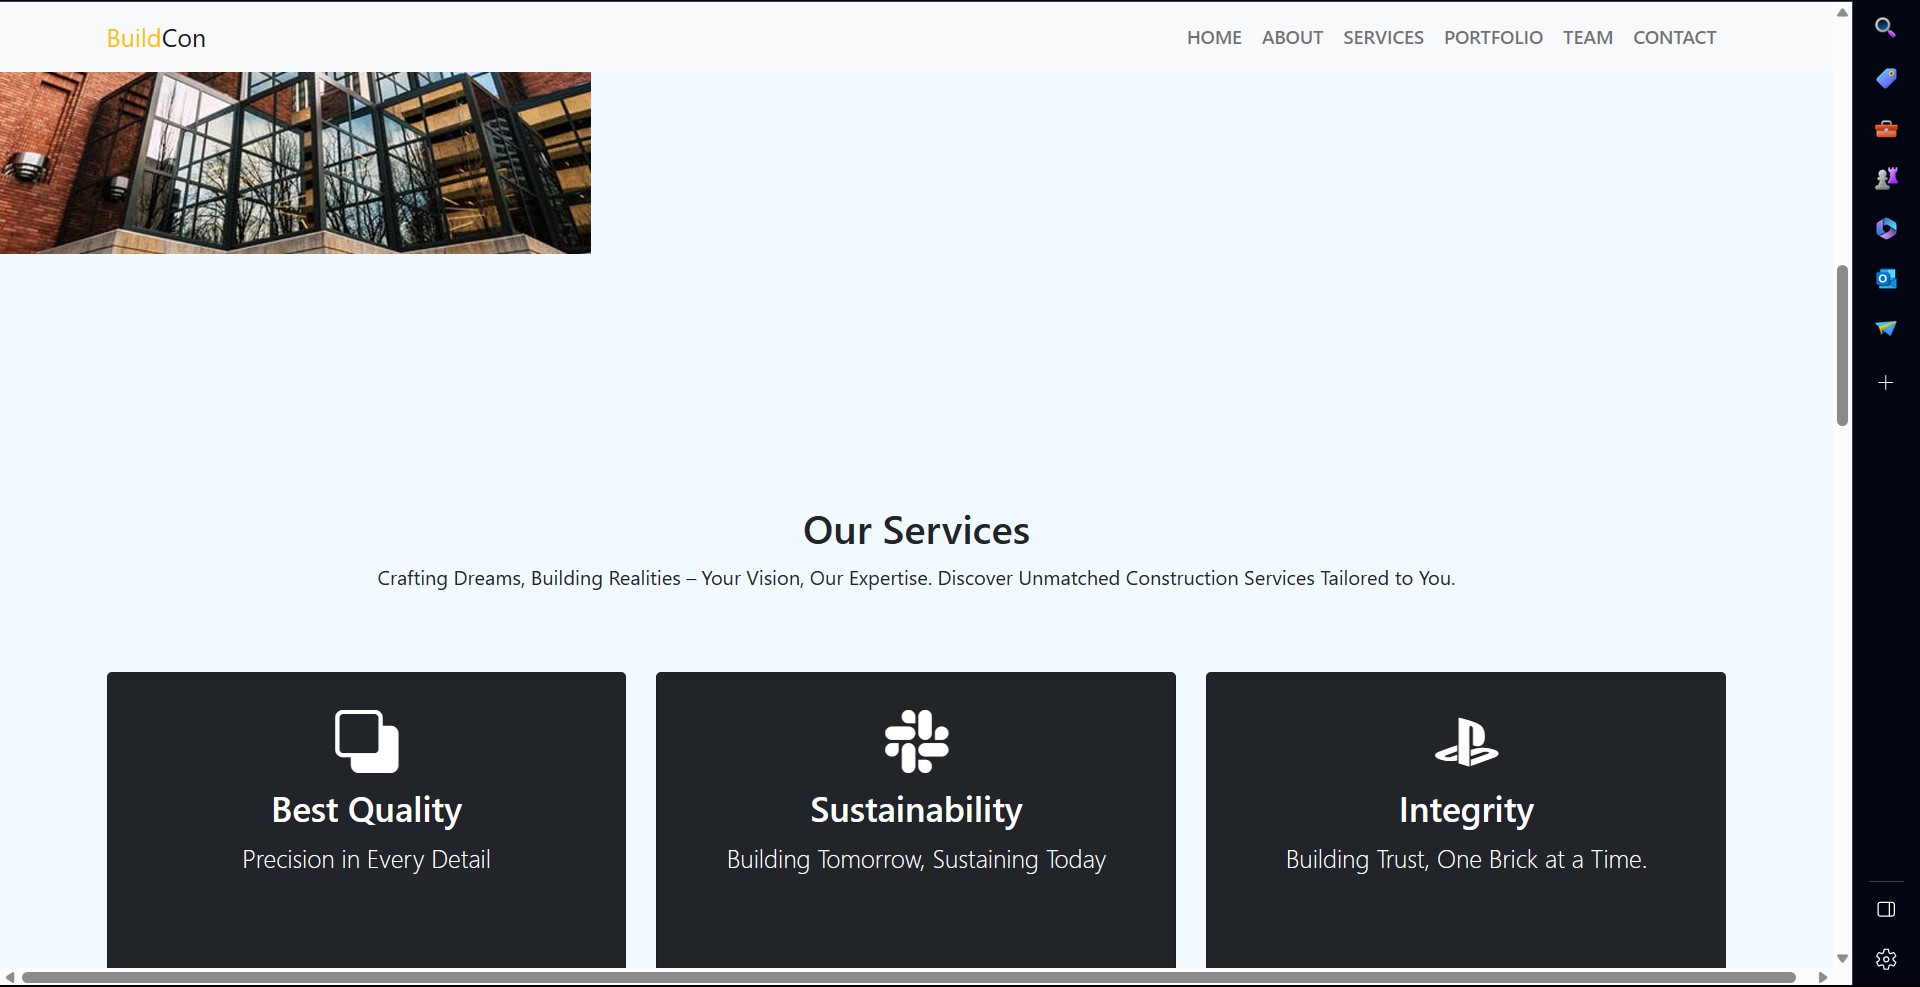 BuildCon
HOME ABOUT SERVICES PORTFOLIO TEAM CONTACT
Our Services
Crafting Dreams, Building Realities – Your Vision, Our Expertise. Discover Unmatched Construction Services Tailored to You.
Best Quality
Precision in Every Detail
Sustainability
Building Tomorrow, Sustaining Today
Integrity
Building Trust, One Brick at a Time.